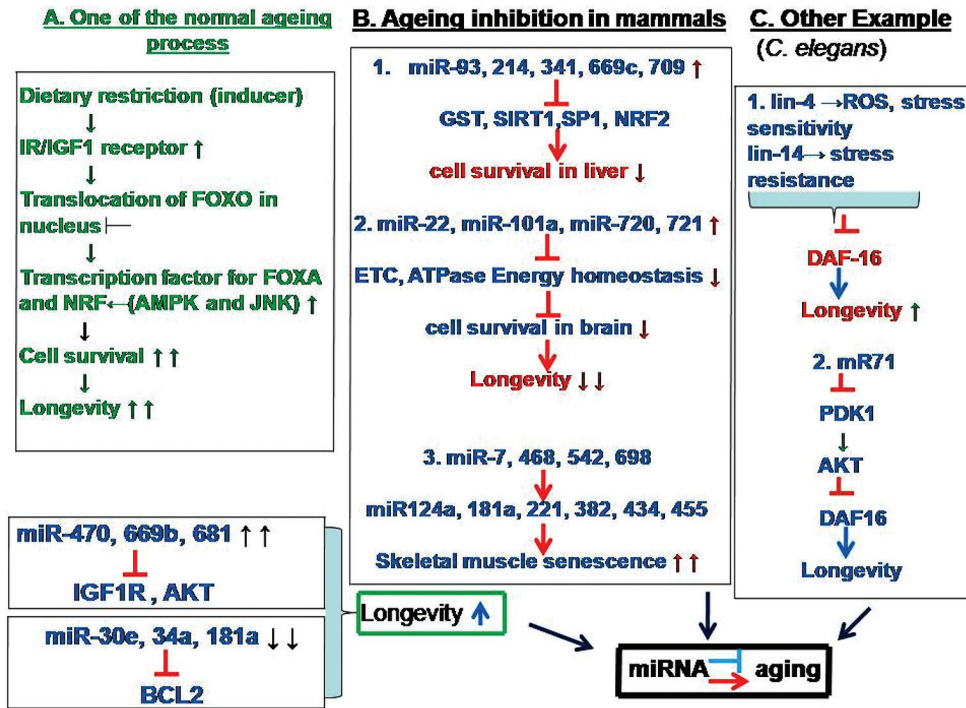 A. One of the normal ageing
process
Dietary restriction (inducer)
↓
IR/IGF1 receptor ↑
↓
Translocation of FOXO in
nucleus
↓
Transcription factor for FOXA
and NRF←(AMPK and JNK) ↑
↓
Cell survival ↑↑
↓
Longevity ↑↑
miR-470, 669b, 681 ↑↑
IGF1R , AKT
miR-30e, 34a, 181a ↓↓
BCL2
Longevity ↑
B. Ageing inhibition in mammals
1. miR-93, 214, 341, 669c, 709 ↑
GST, SIRT1,SP1, NRF2
cell survival in liver ↓
2. miR-22, miR-101a, miR-720, 721 ↑
ETC, ATPase Energy homeostasis ↓
cell survival in brain ↓
Longevity ↓↓
3. miR-7, 468, 542, 698
miR124a, 181a, 221, 382, 434, 455
Skeletal muscle senescence ↑↑
C. Other Example
(C. elegans)
1. lin-4 →ROS, stress
sensitivity
lin-14→ stress
resistance
DAF-16
Longevity ↑
2. mR71
PDK1
↓
AKT
DAF16
Longevity
miRNA aging